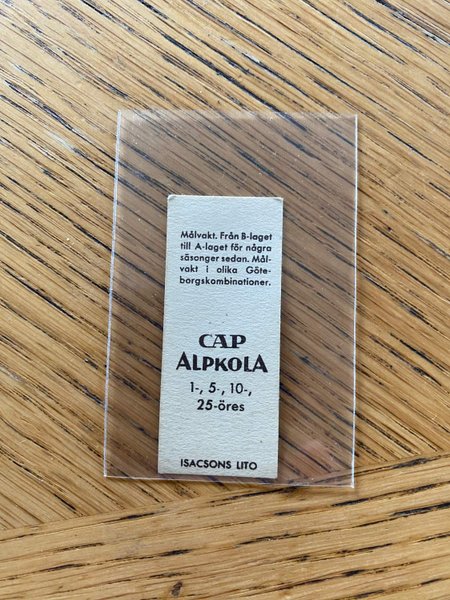 Målvakt. Från B-laget
till A-laget för några
säsonger sedan. Mål-
vakt i olika Göte-
borgskombinationer.
CAP
ALPKOLA
1-, 5-, 10-,
25-öres
ISACSONS LITO